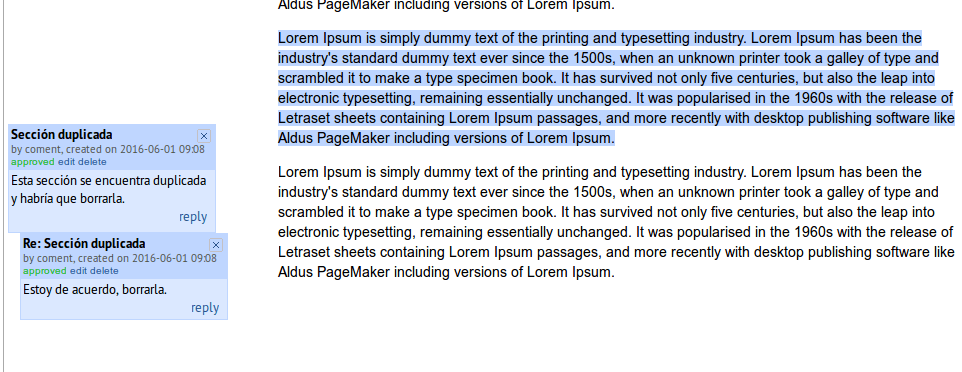 Aldus PageMaker including versions of Lorem Ipsum.
Lorem Ipsum is simply dummy text of the printing and typesetting industry. Lorem Ipsum has been the
industry's standard dummy text ever since the 1500s, when an unknown printer took a galley of type and
scrambled it to make a type specimen book. It has survived not only five centuries, but also the leap into
electronic typesetting, remaining essentially unchanged. It was popularised in the 1960s with the release of
Letraset sheets containing Lorem Ipsum passages, and more recently with desktop publishing software like
Aldus PageMaker including versions of Lorem Ipsum.
Sección duplicada
by coment, created on 2016-06-01 09:08
approved edit delete
Esta sección se encuentra duplicada
y habría que borrarla.
reply
Re: Sección duplicada
by coment, created on 2016-06-01 09:08
approved edit delete
Estoy de acuerdo, borrarla.
reply
Lorem Ipsum is simply dummy text of the printing and typesetting industry. Lorem Ipsum has been the
industry's standard dummy text ever since the 1500s, when an unknown printer took a galley of type and
scrambled it to make a type specimen book. It has survived not only five centuries, but also the leap into
electronic typesetting, remaining essentially unchanged. It was popularised in the 1960s with the release of
Letraset sheets containing Lorem Ipsum passages, and more recently with desktop publishing software like
Aldus PageMaker including versions of Lorem Ipsum.